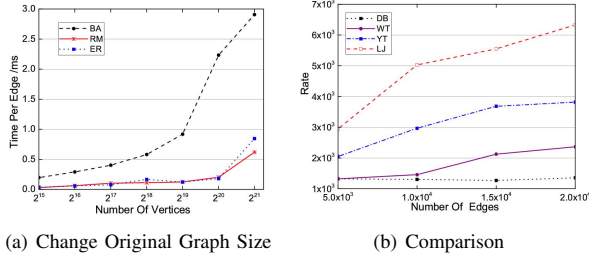 3.0
2.5
2.0
1.5
1.0
0.5
0.0
Time Per Edge /ms
BA
RM
ER
2^15 2^16 2^17 2^18 2^19 2^20 2^21
Number Of Vertices
(a) Change Original Graph Size
7x10^3
6x10^3
5x10^3
4x10^3
3x10^3
2x10^3
1x10^3
Rate
DB
WT
YT
LJ
5.0x10^3 1.0x10^4 1.5x10^4 2.0x10^4
Number Of Edges
(b) Comparison